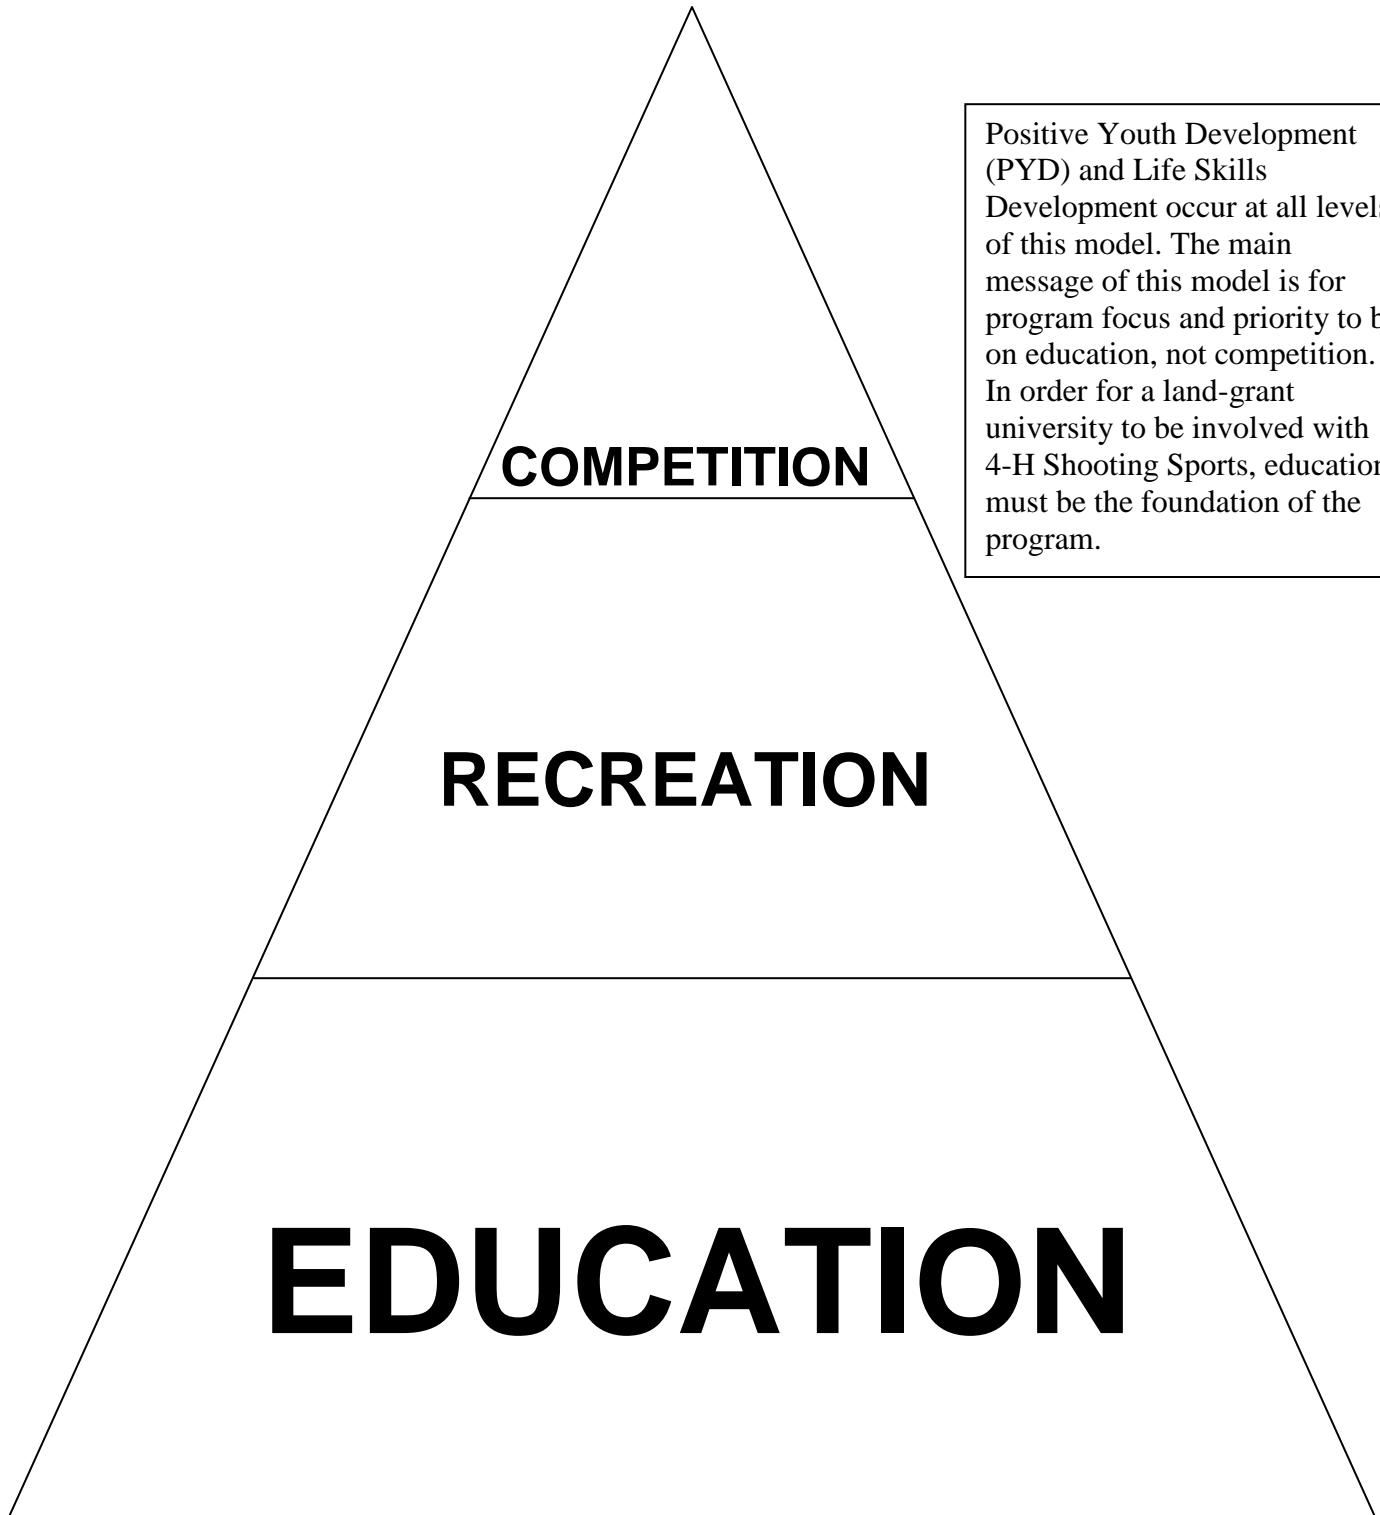 Positive Youth Development
(PYD) and Life Skills
Development occur at all levels
of this model. The main
message of this model is for
program focus and priority to b
on education, not competition.
In order for a land-grant
university to be involved with
4-H Shooting Sports, education
must be the foundation of the
program.
COMPETITION
RECREATION
EDUCATION